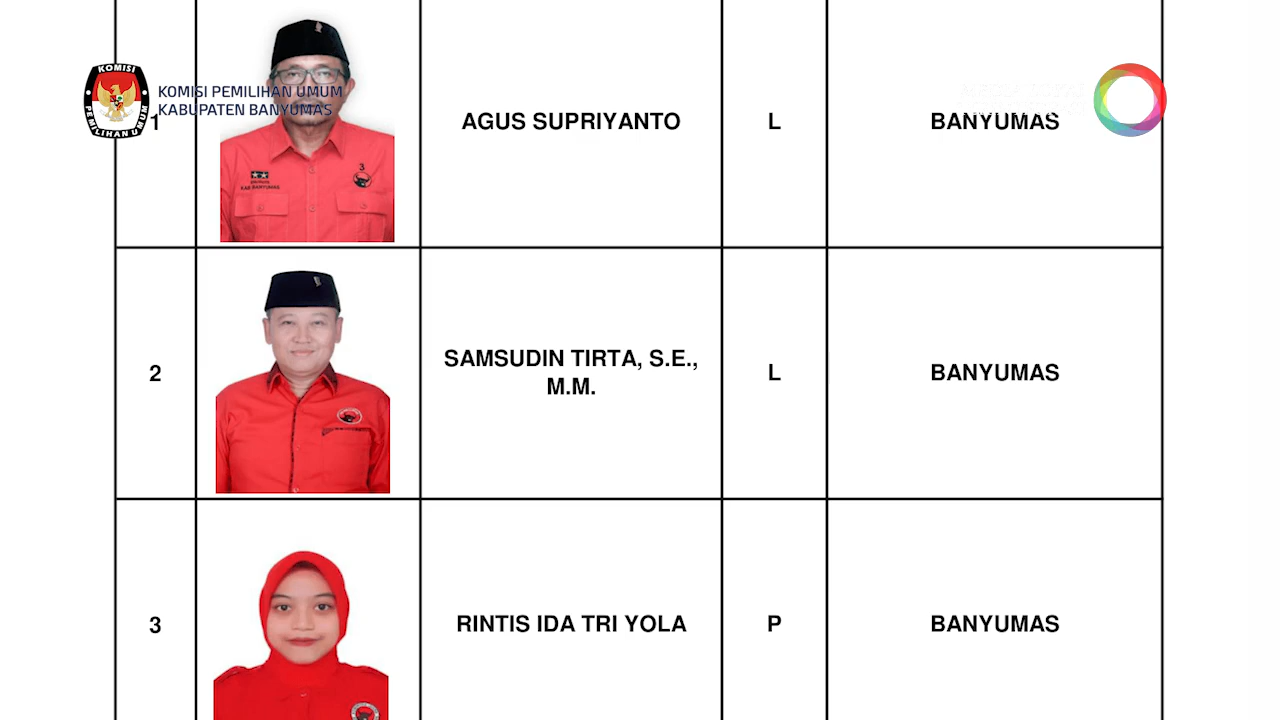 KOMISI
PEMILIHAN UMUM
KOMISI PEMILIHAN UMUM
KABUPATEN BANYUMAS
1
3
KAB BANYUMAS
AGUS SUPRIYANTO
L
BANYUMAS
2
SAMSUDIN TIRTA, S.E.,
M.M.
L
BANYUMAS
3
RINTIS IDA TRI YOLA
P
BANYUMAS